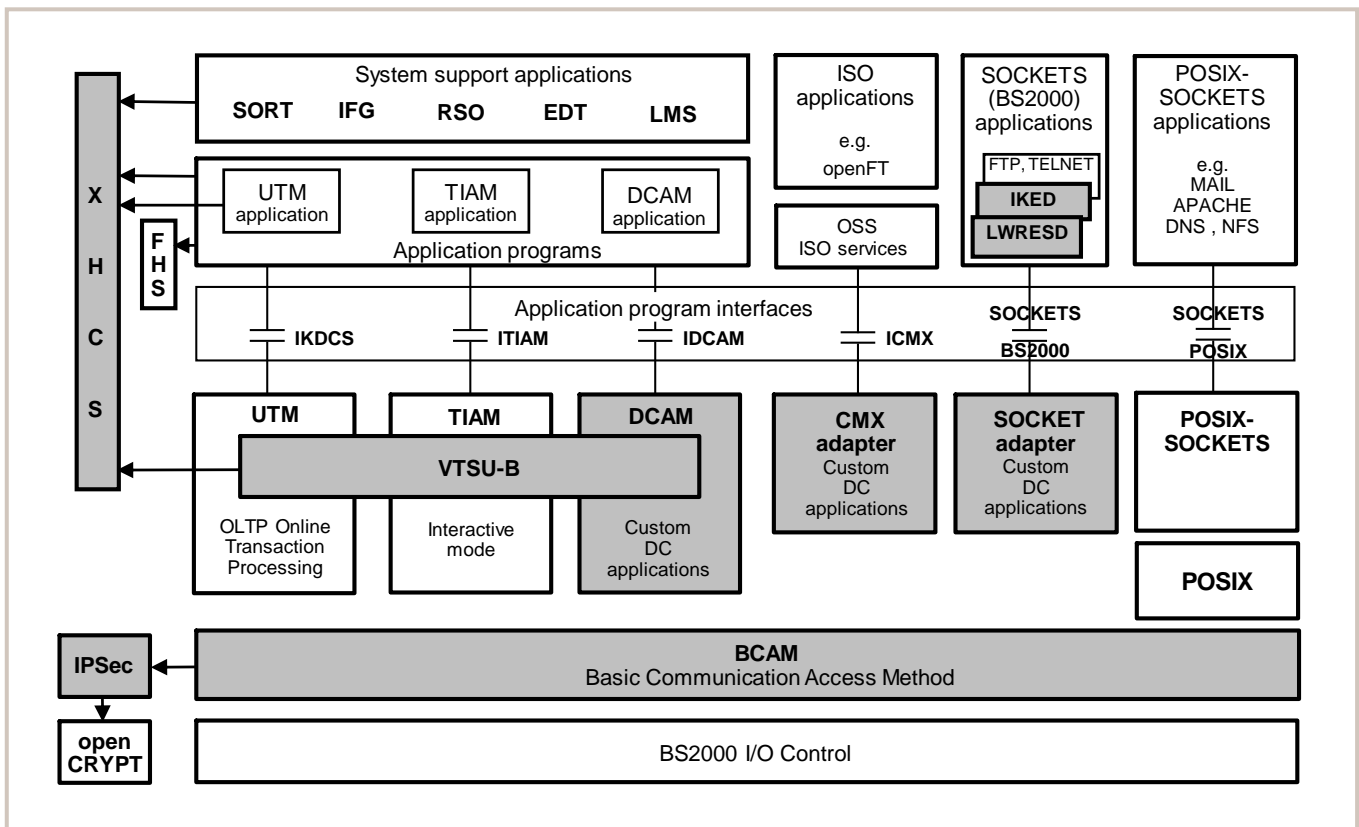 X
H
C
S
F
H
S
System support applications
SORT IFG RSO EDT LMS
UTM
application
TIAM
application
DCAM
application
Application programs
ISO
applications
e.g.
openFT
OSS
ISO services
SOCKETS
(BS2000)
applications
FTP, TELNET
IKED
LWRESD
POSIX-
SOCKETS
applications
e.g.
MAIL
APACHE
DNS , NFS
Application program interfaces
IKDCS
ITIAM
IDCAM
ICMX
SOCKETS
BS2000
SOCKETS
POSIX
UTM
TIAM
DCAM
VTSU-B
OLTP Online
Transaction
Processing
Interactive
mode
Custom
DC
applications
CMX
adapter
Custom
DC
applications
SOCKET
adapter
Custom
DC
applications
POSIX-
SOCKETS
POSIX
IPSec
BCAM
Basic Communication Access Method
open
CRYPT
BS2000 I/O Control